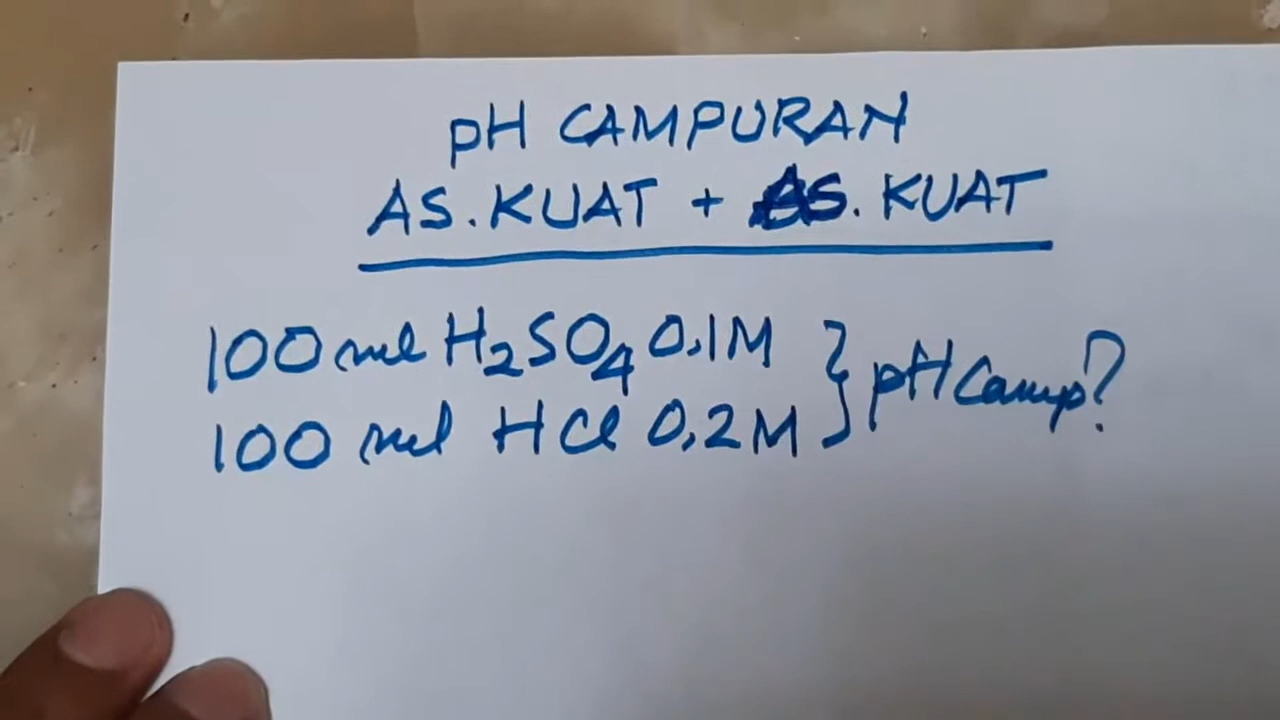 pH CAMPURAN
AS. KUAT + AS. KUAT
100 ml H₂SO₄ 0,1M } pH Camp?
100 ml HCl 0,2M